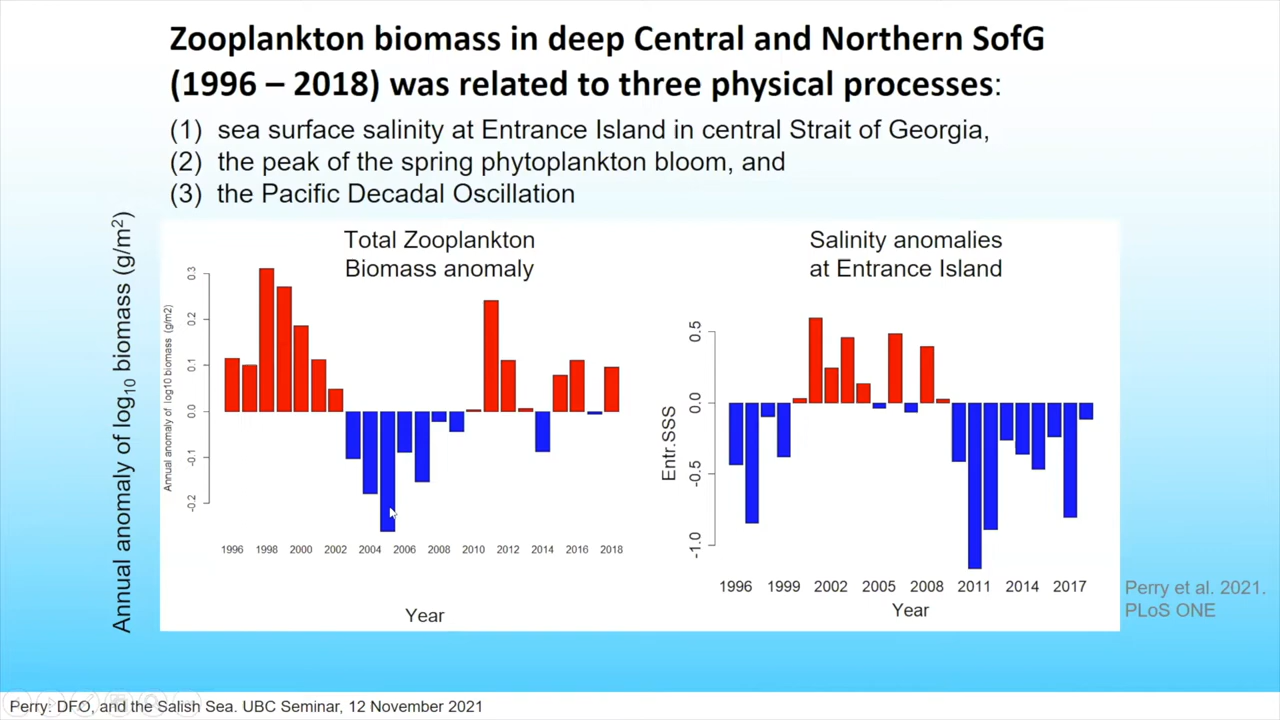 Zooplankton biomass in deep Central and Northern SofG
(1996 – 2018) was related to three physical processes:
(1) sea surface salinity at Entrance Island in central Strait of Georgia,
(2) the peak of the spring phytoplankton bloom, and
(3) the Pacific Decadal Oscillation
Annual anomaly of log10 biomass (g/m2)
Total Zooplankton
Biomass anomaly
Annual anomaly of log10 biomass (g/m2)
0.3
0.2
0.1
0.0
-0.1
-0.2
1996 1998 2000 2002 2004 2006 2008 2010 2012 2014 2016 2018
Year
Salinity anomalies
at Entrance Island
Entr.SSS
0.5
0.0
-0.5
-1.0
1996 1999 2002 2005 2008 2011 2014 2017
Year
Perry et al. 2021.
PLoS ONE
Perry: DFO, and the Salish Sea. UBC Seminar, 12 November 2021